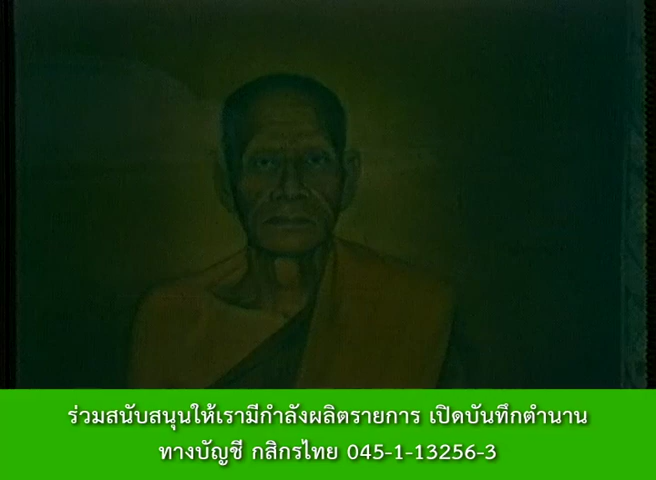 ร่วมสนับสนุนให้เรามีกำลังผลิตรายการ เปิดบันทึกตำนาน
ทางบัญชี กสิกรไทย 045-1-13256-3